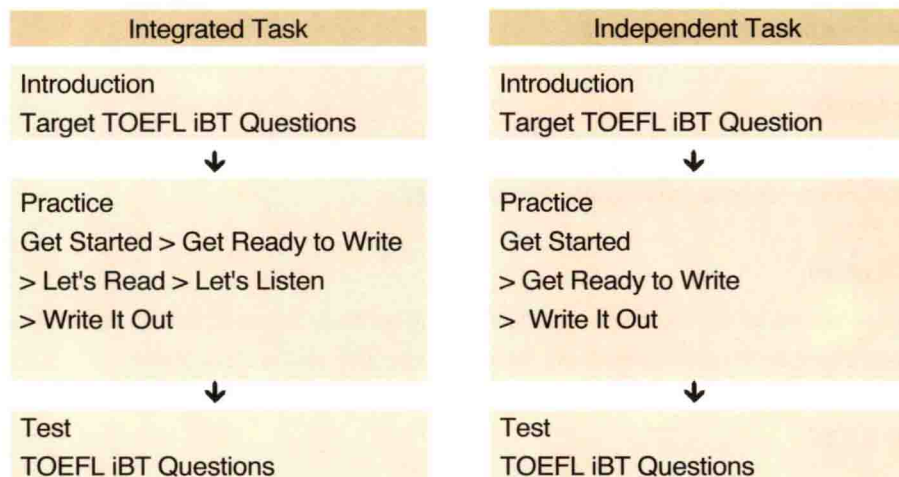 Integrated Task
Introduction
Target TOEFL iBT Questions
Practice
Get Started > Get Ready to Write
> Let's Read > Let's Listen
> Write It Out
Test
TOEFL iBT Questions
Independent Task
Introduction
Target TOEFL iBT Question
Practice
Get Started
> Get Ready to Write
> Write It Out
Test
TOEFL iBT Questions